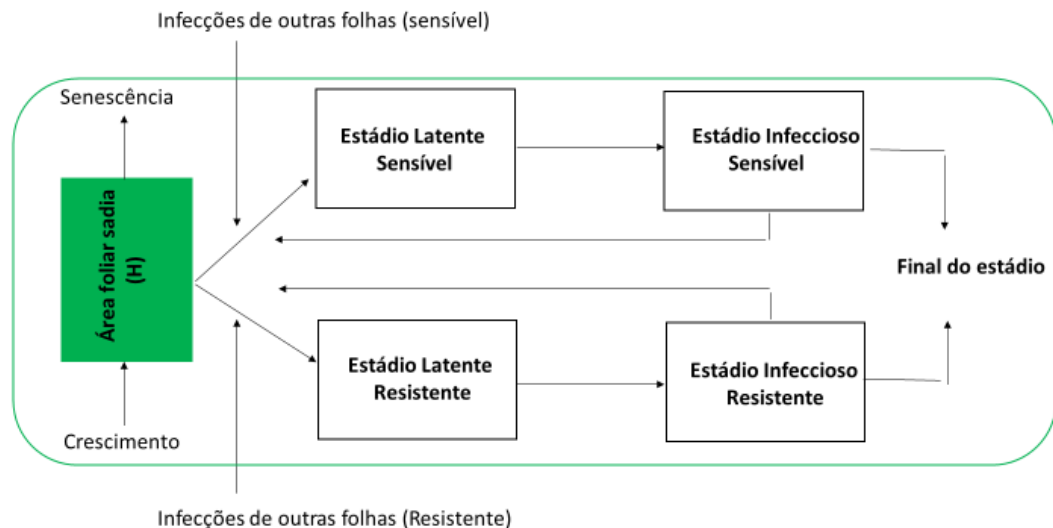 Infecções de outras folhas (sensível)
Senescência
Área foliar sadia
(H)
Crescimento
Estádio Latente
Sensível
Estádio Infeccioso
Sensível
Final do estádio
Estádio Latente
Resistente
Estádio Infeccioso
Resistente
Infecções de outras folhas (Resistente)